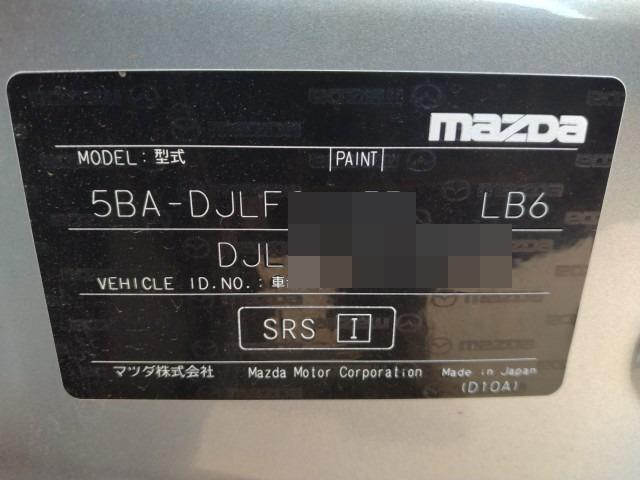 mazda
MODEL:型式 PAINT
5BA-DJLF LB6
DJL
VEHICLE ID.NO.:車
SRS I
マツダ株式会社 Mazda Motor Corporation Made in Japan
(D10A)